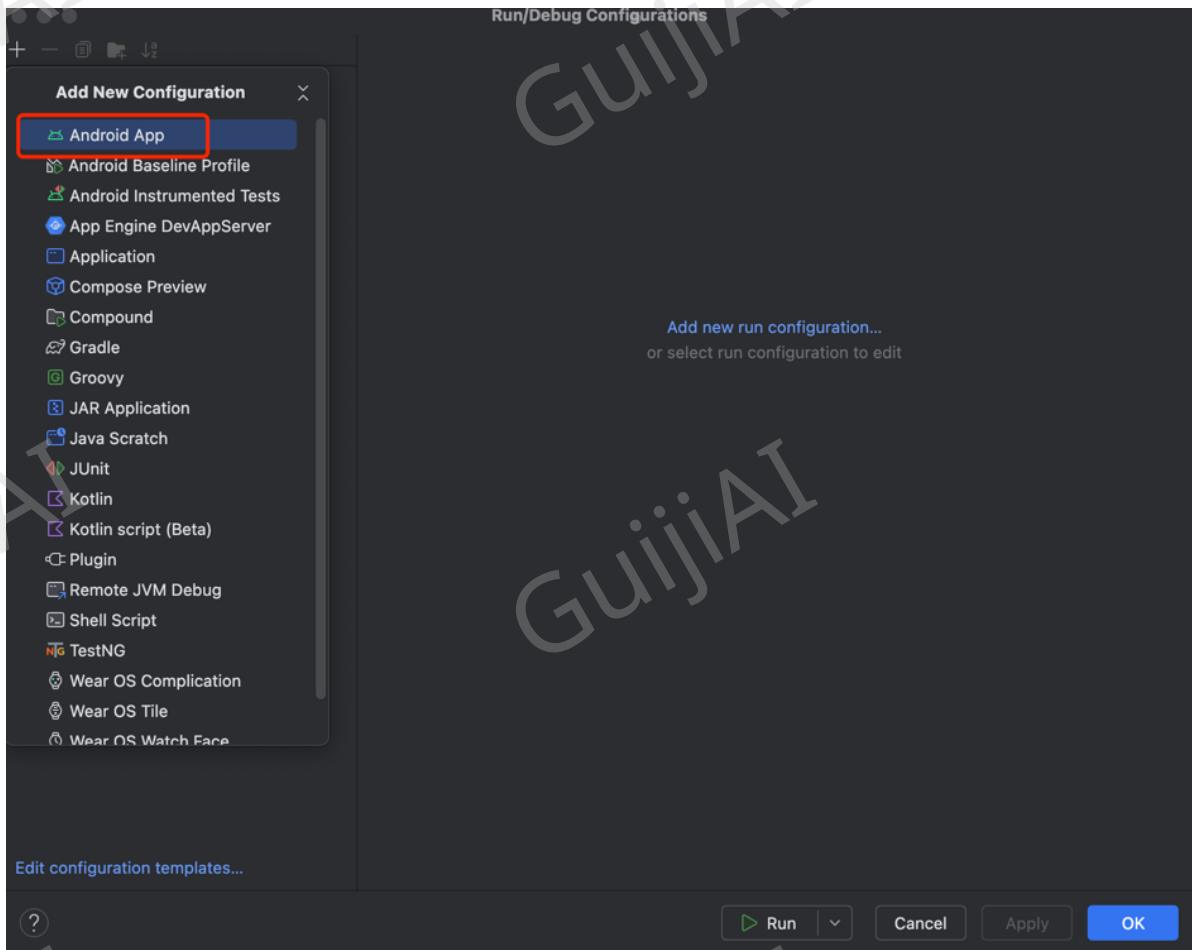 Run/Debug Configurations
Add New Configuration
Android App
Android Baseline Profile
Android Instrumented Tests
App Engine DevAppServer
Application
Compose Preview
Compound
Gradle
Groovy
JAR Application
Java Scratch
JUnit
Kotlin
Kotlin script (Beta)
Plugin
Remote JVM Debug
Shell Script
TestNG
Wear OS Complication
Wear OS Tile
Wear OS Watch Face
Add new run configuration...
or select run configuration to edit
Edit configuration templates...
? Run Cancel Apply OK
GuijiAI
GuijiAI
AI